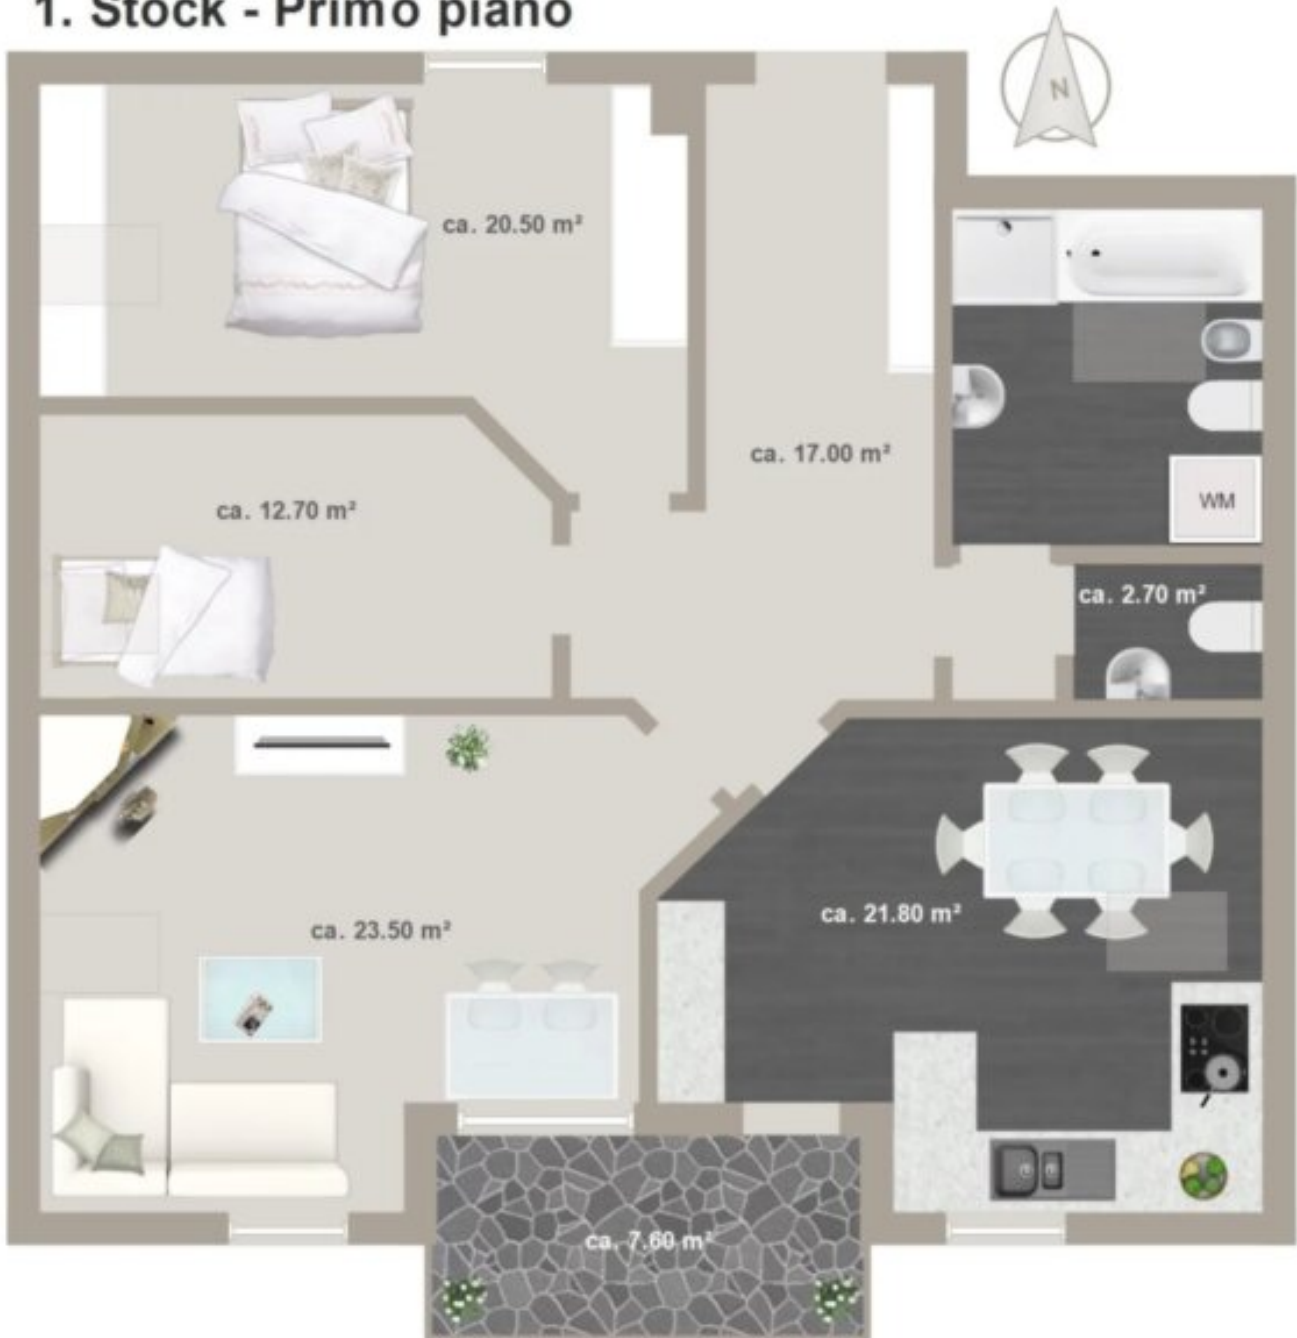 1. Stock - Primo piano
N
ca. 20.50 m²
ca. 17.00 m²
ca. 12.70 m²
WM
ca. 2.70 m²
ca. 23.50 m²
ca. 21.80 m²
ca. 7.60 m²